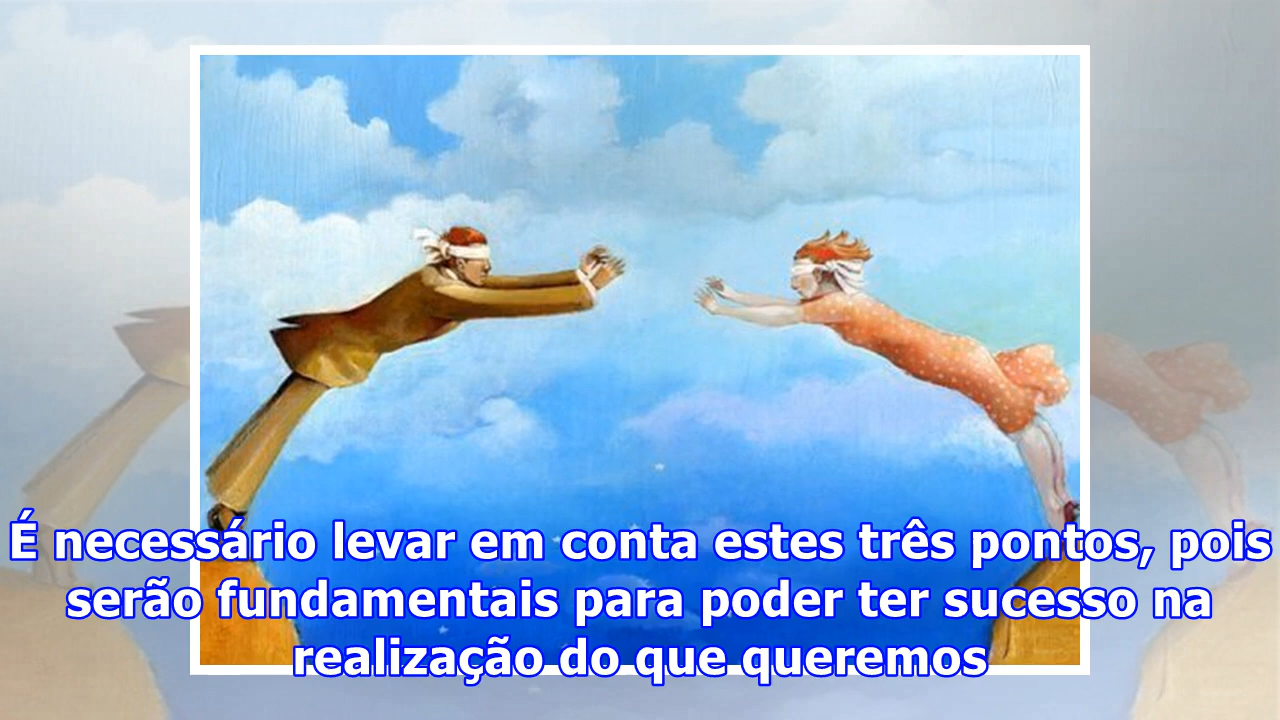 É necessário levar em conta estes três pontos, pois
serão fundamentais para poder ter sucesso na
realização do que queremos